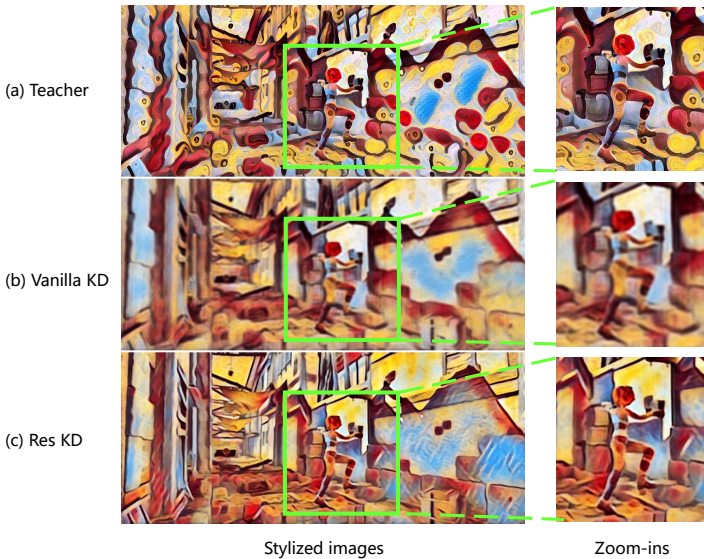 (a) Teacher
(b) Vanilla KD
(c) Res KD
Stylized images
Zoom-ins